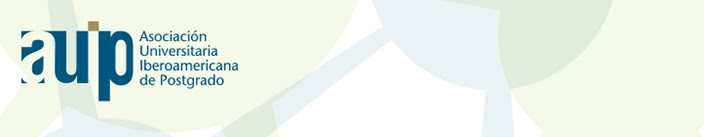 auip
Asociación
Universitaria
Iberoamericana
de Postgrado